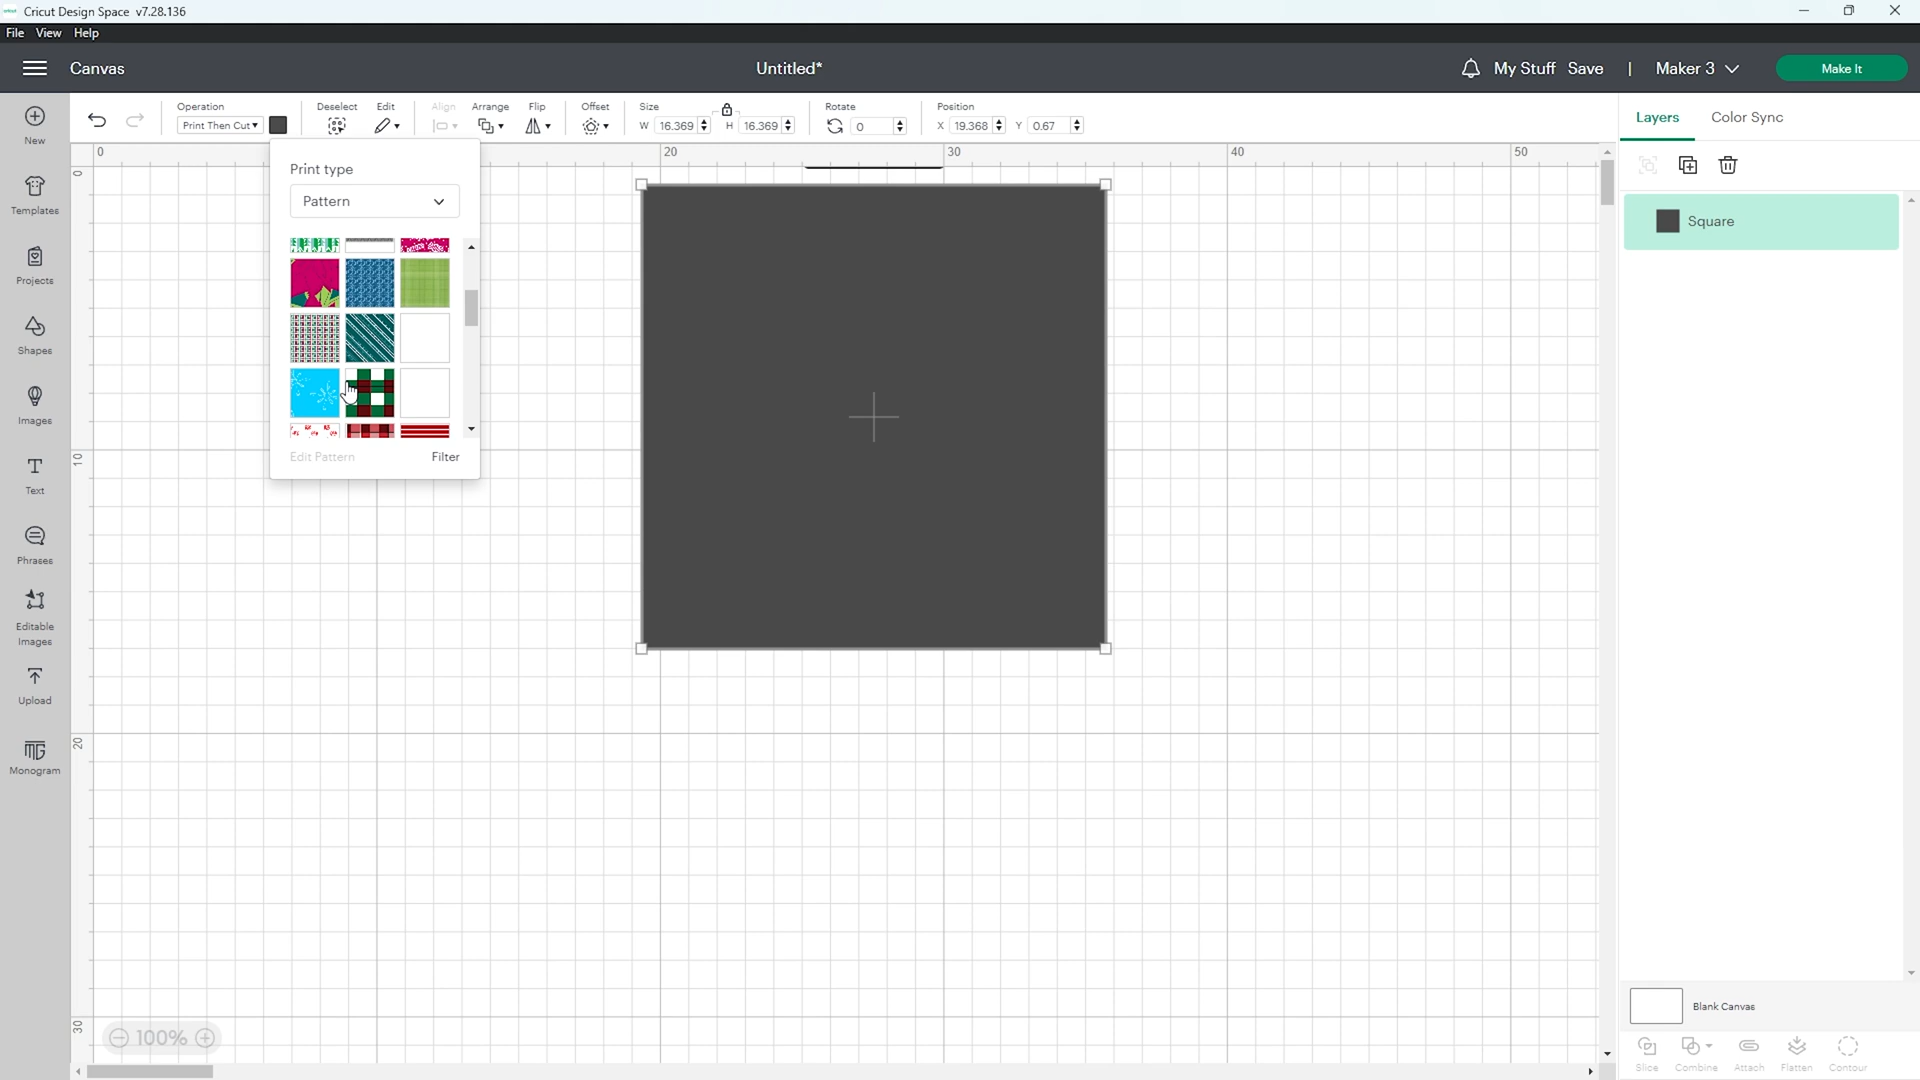 Cricut Design Space v7.28.136
File View Help
Canvas
Untitled*
My Stuff Save | Maker 3
Make It
Operation
Print Then Cut
Deselect
Edit
Align
Arrange
Flip
Offset
Size
W 16.369
H 16.369
Rotate
0
Position
X 19.368
Y 0.67
New
Templates
Projects
Shapes
Images
Text
Phrases
Editable
Images
Upload
Monogram
Print type
Pattern
Edit Pattern
Filter
0
20
30
40
50
0
10
20
30
100%
Layers
Color Sync
Square
Blank Canvas
Slice
Combine
Attach
Flatten
Contour